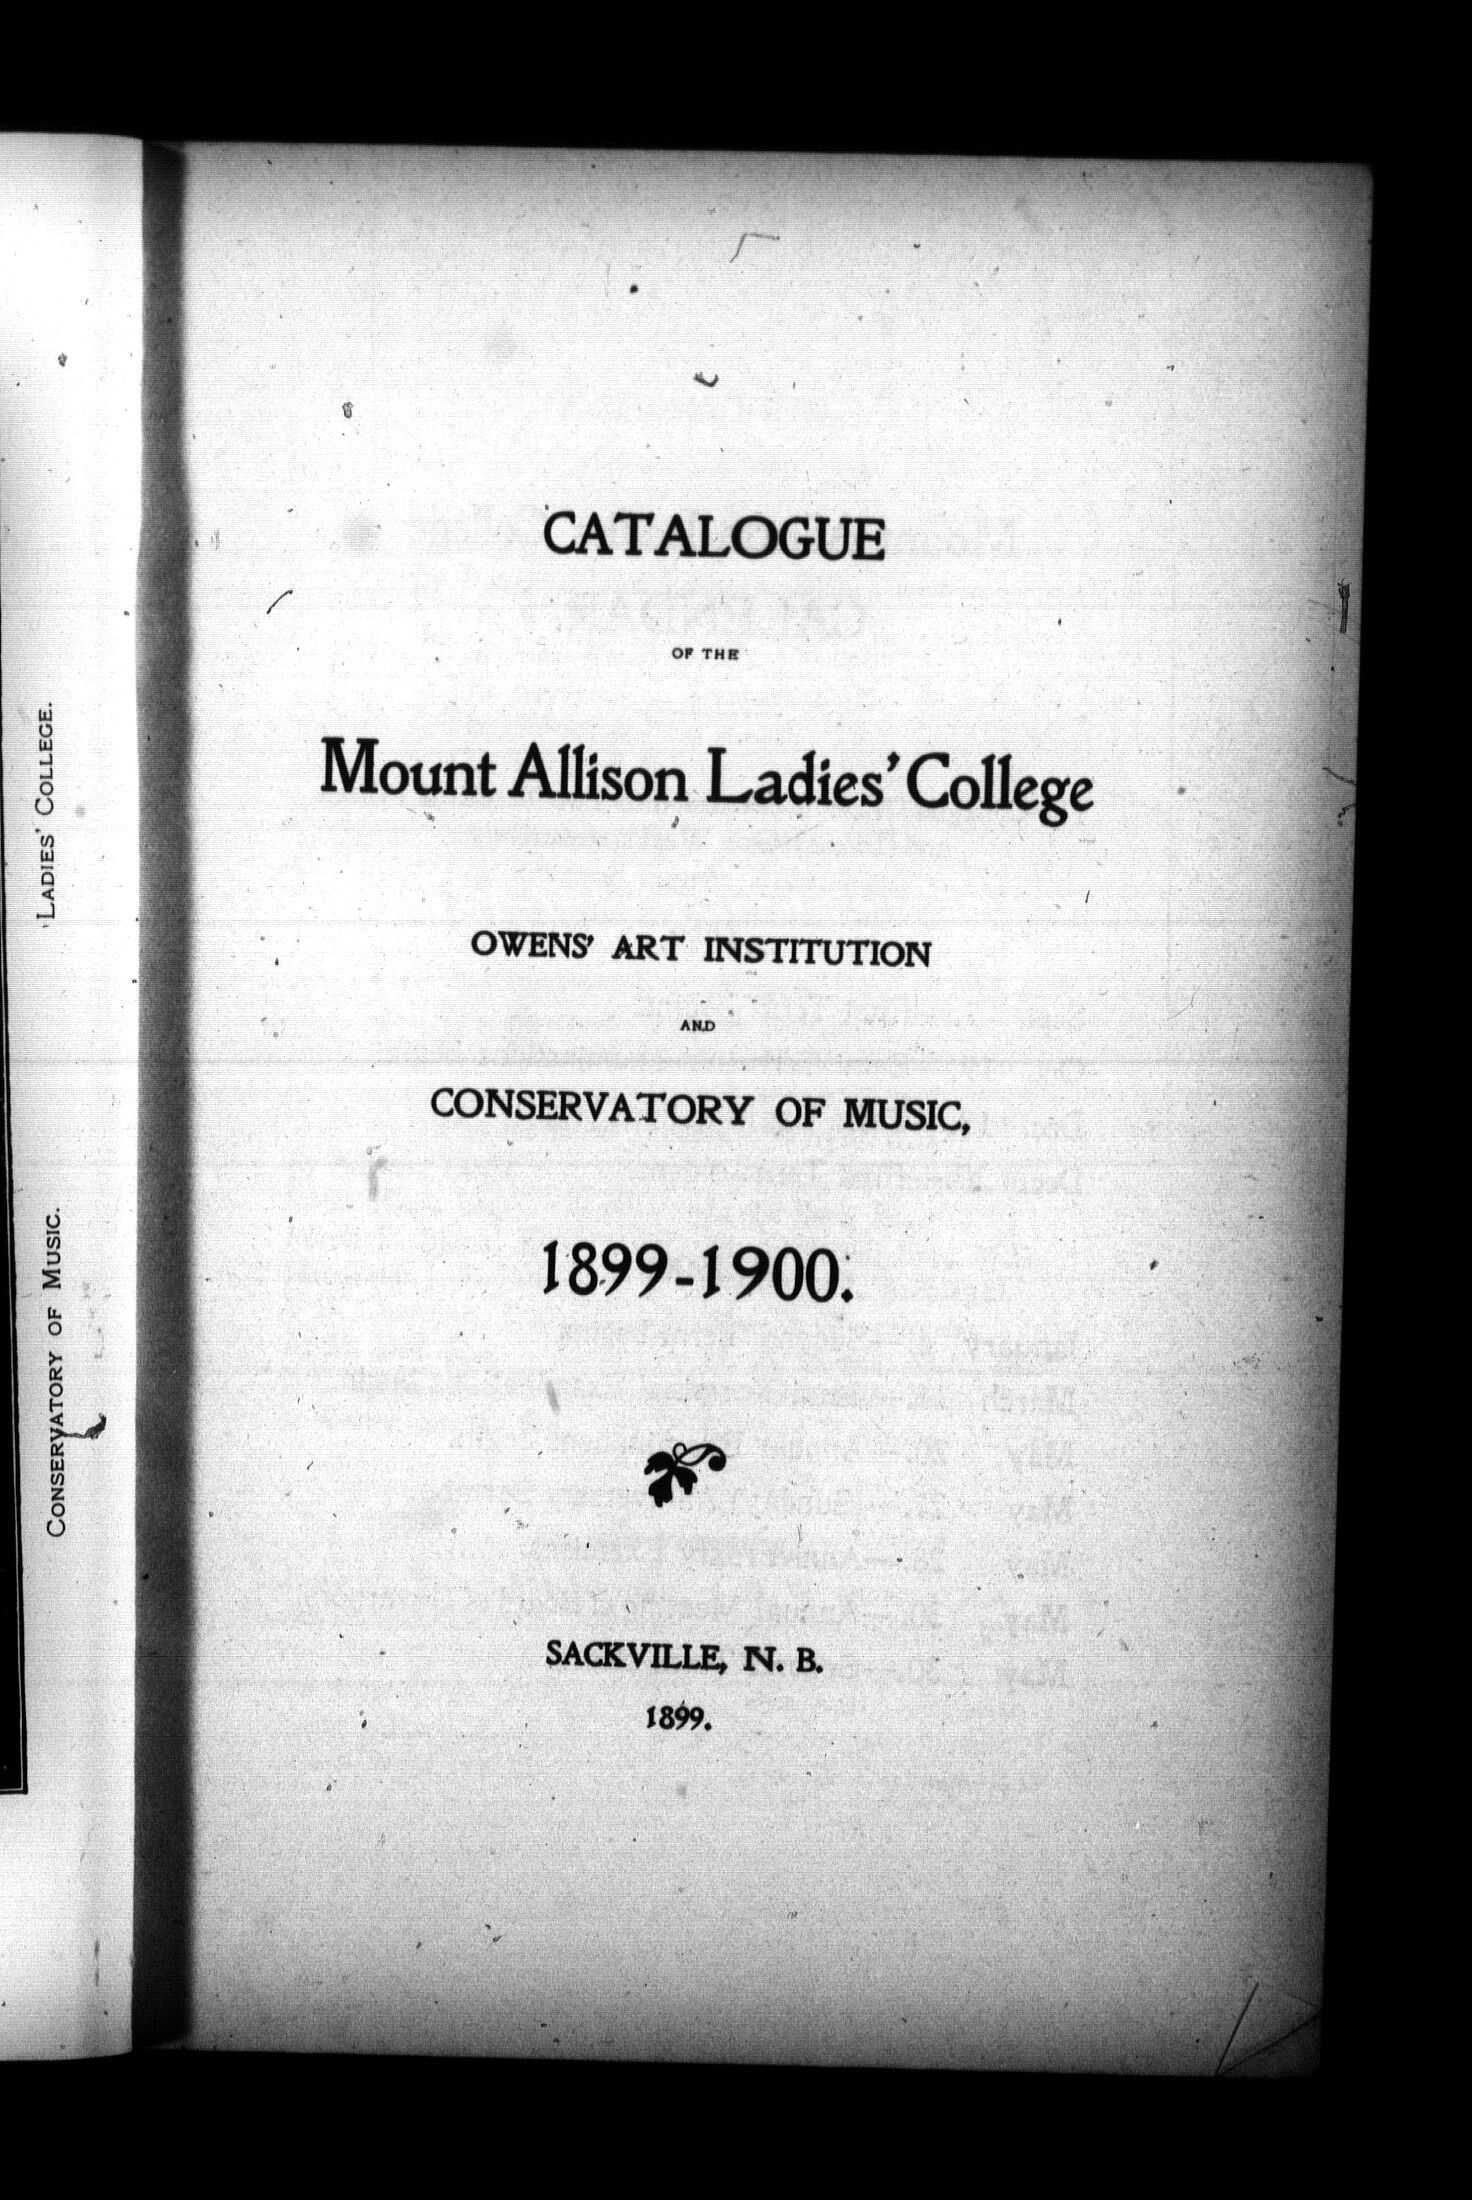 LADIES' COLLEGE.
CONSERVATORY OF MUSIC.
CATALOGUE
OF THE
Mount Allison Ladies' College
OWENS' ART INSTITUTION
AND
CONSERVATORY OF MUSIC,
1899-1900.
SACKVILLE, N. B.
1899.